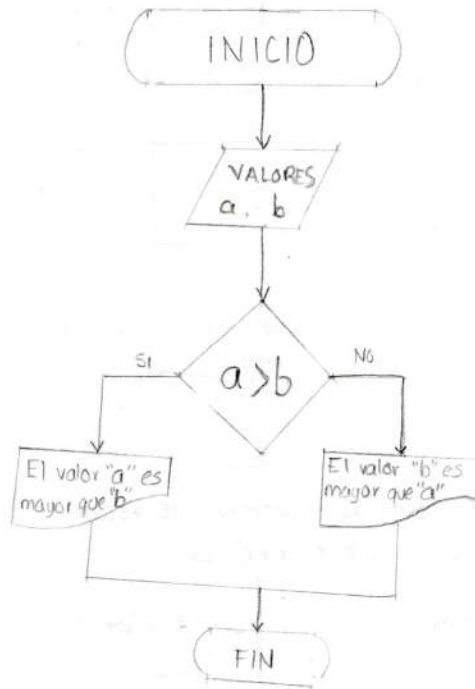 INICIO
VALORES
a, b
a>b
SI
NO
El valor "a" es
mayor que "b"
El valor "b" es
mayor que "a"
FIN